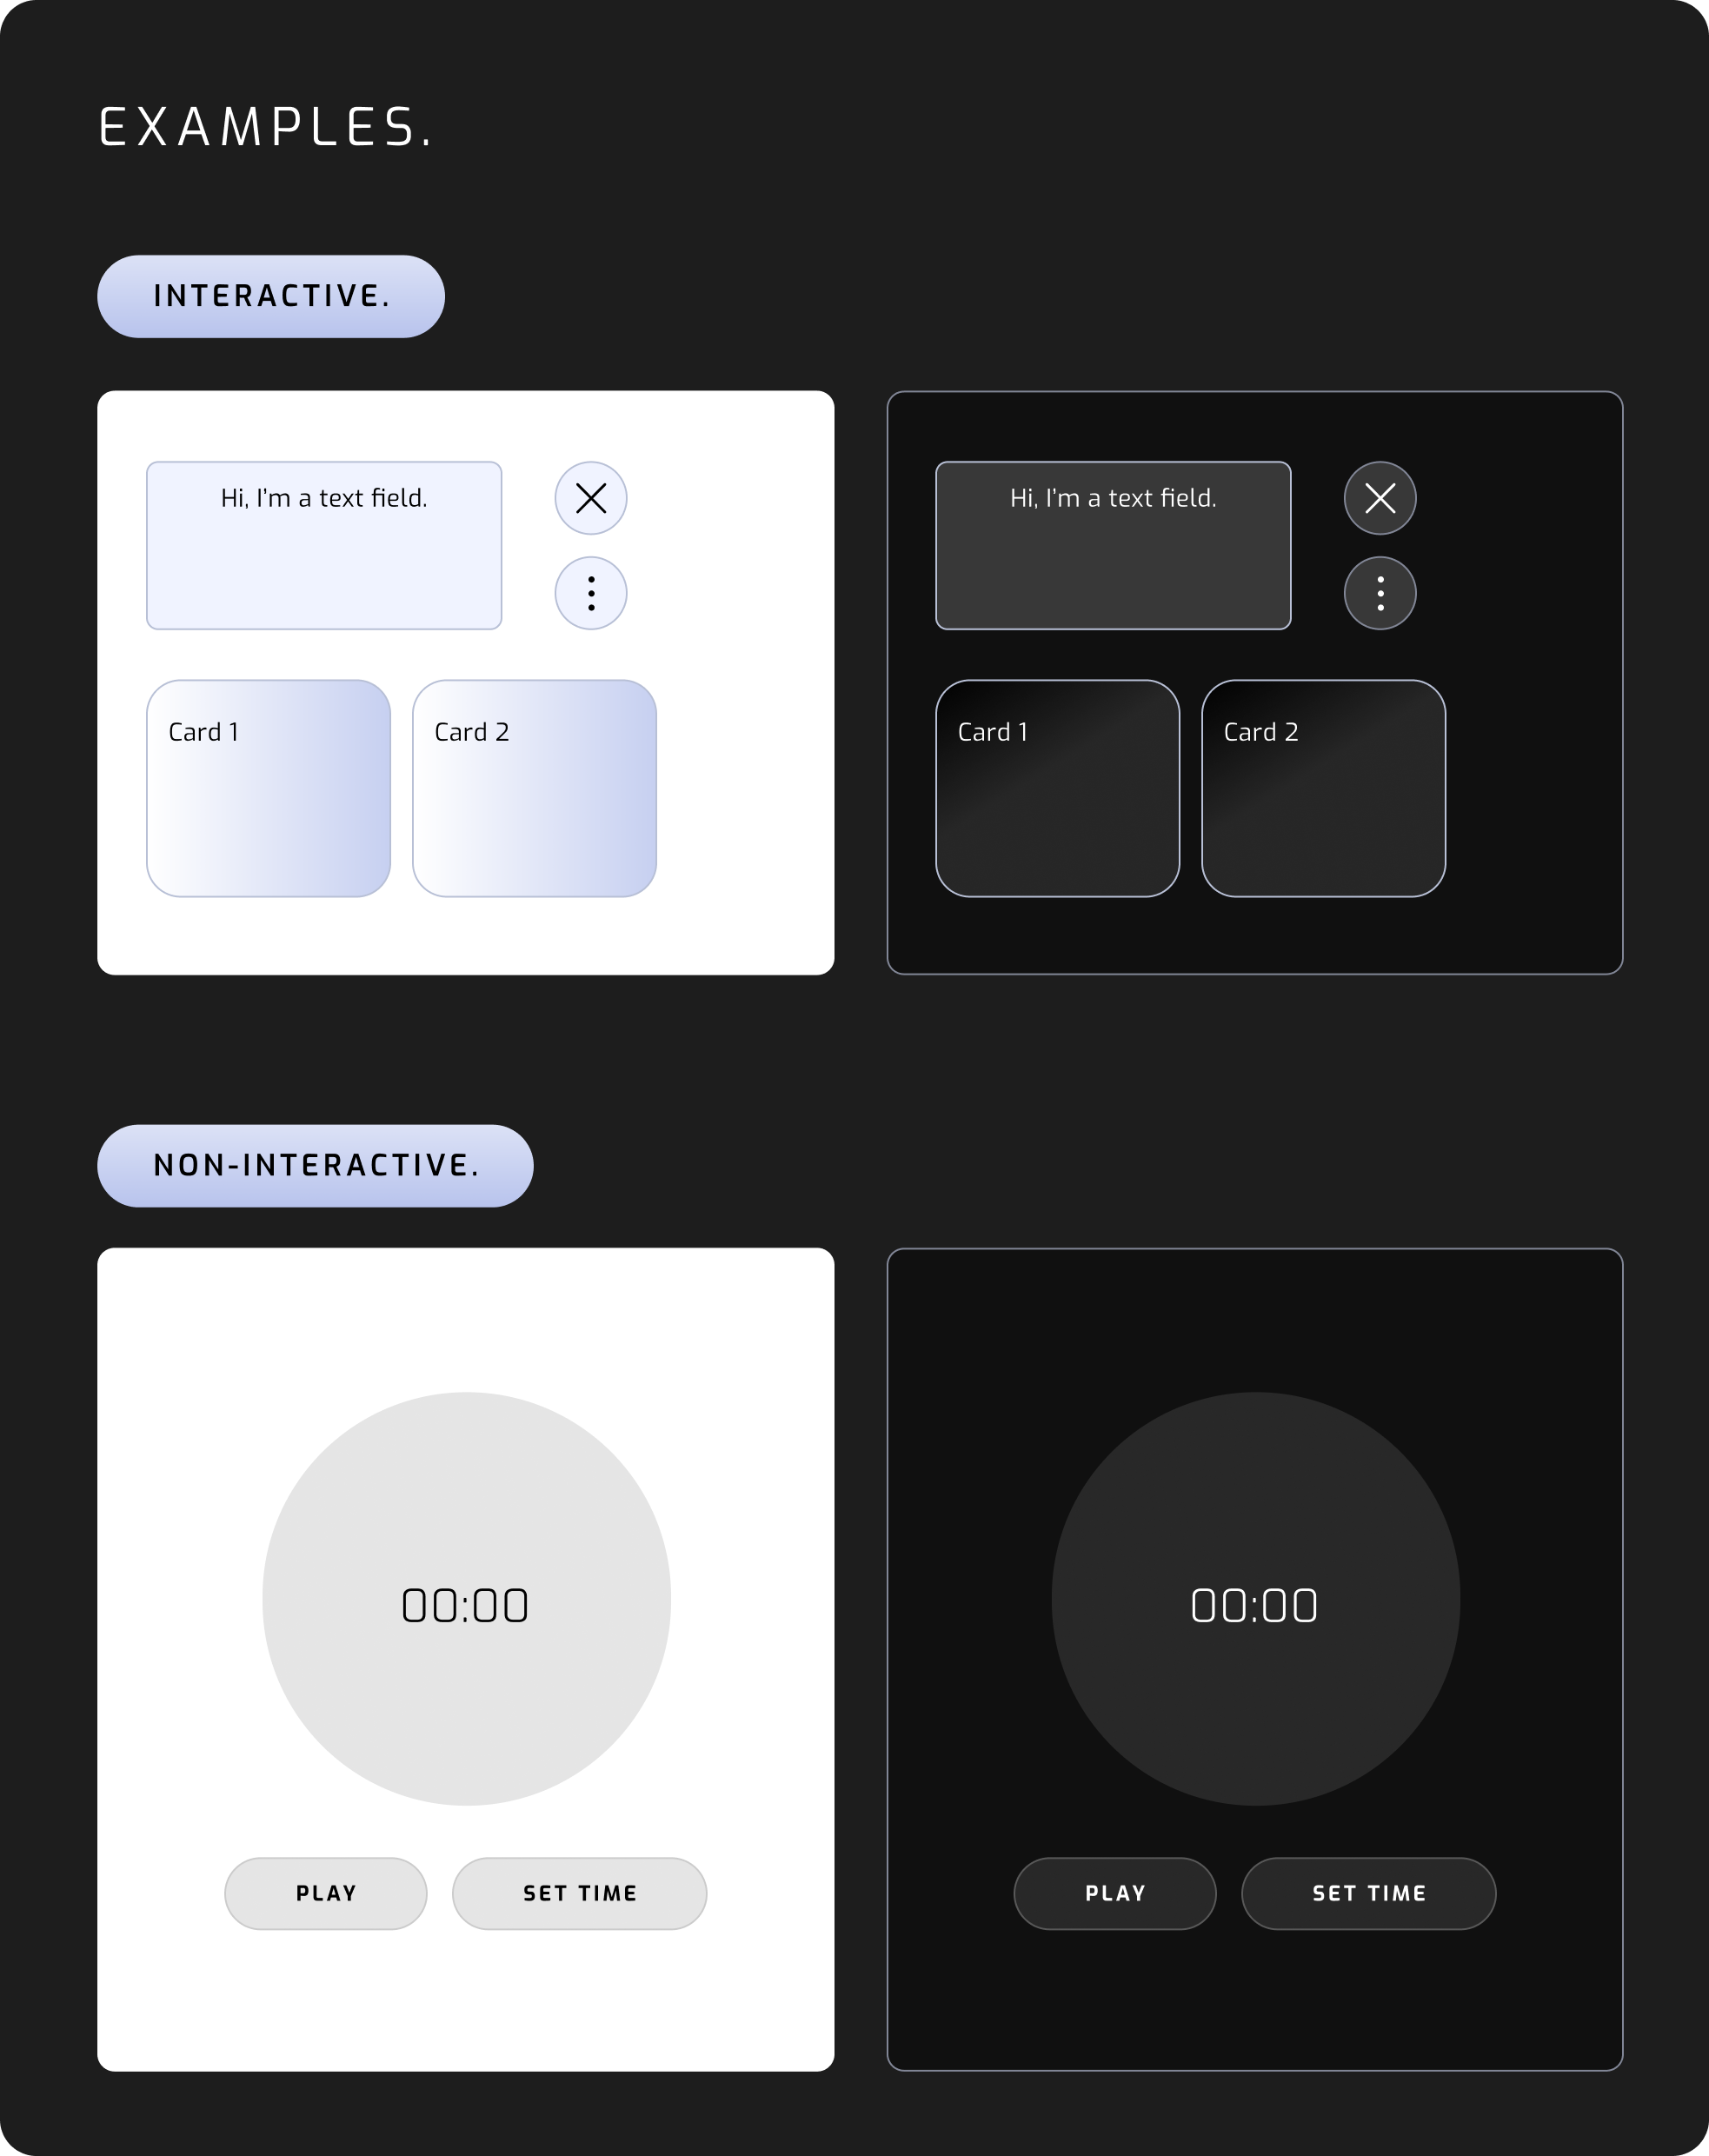 EXAMPLES.
INTERACTIVE.
Hi, I'm a text field.
Card 1
Card 2
Hi, I'm a text field.
Card 1
Card 2
NON-INTERACTIVE.
00:00
PLAY
SET TIME
00:00
PLAY
SET TIME